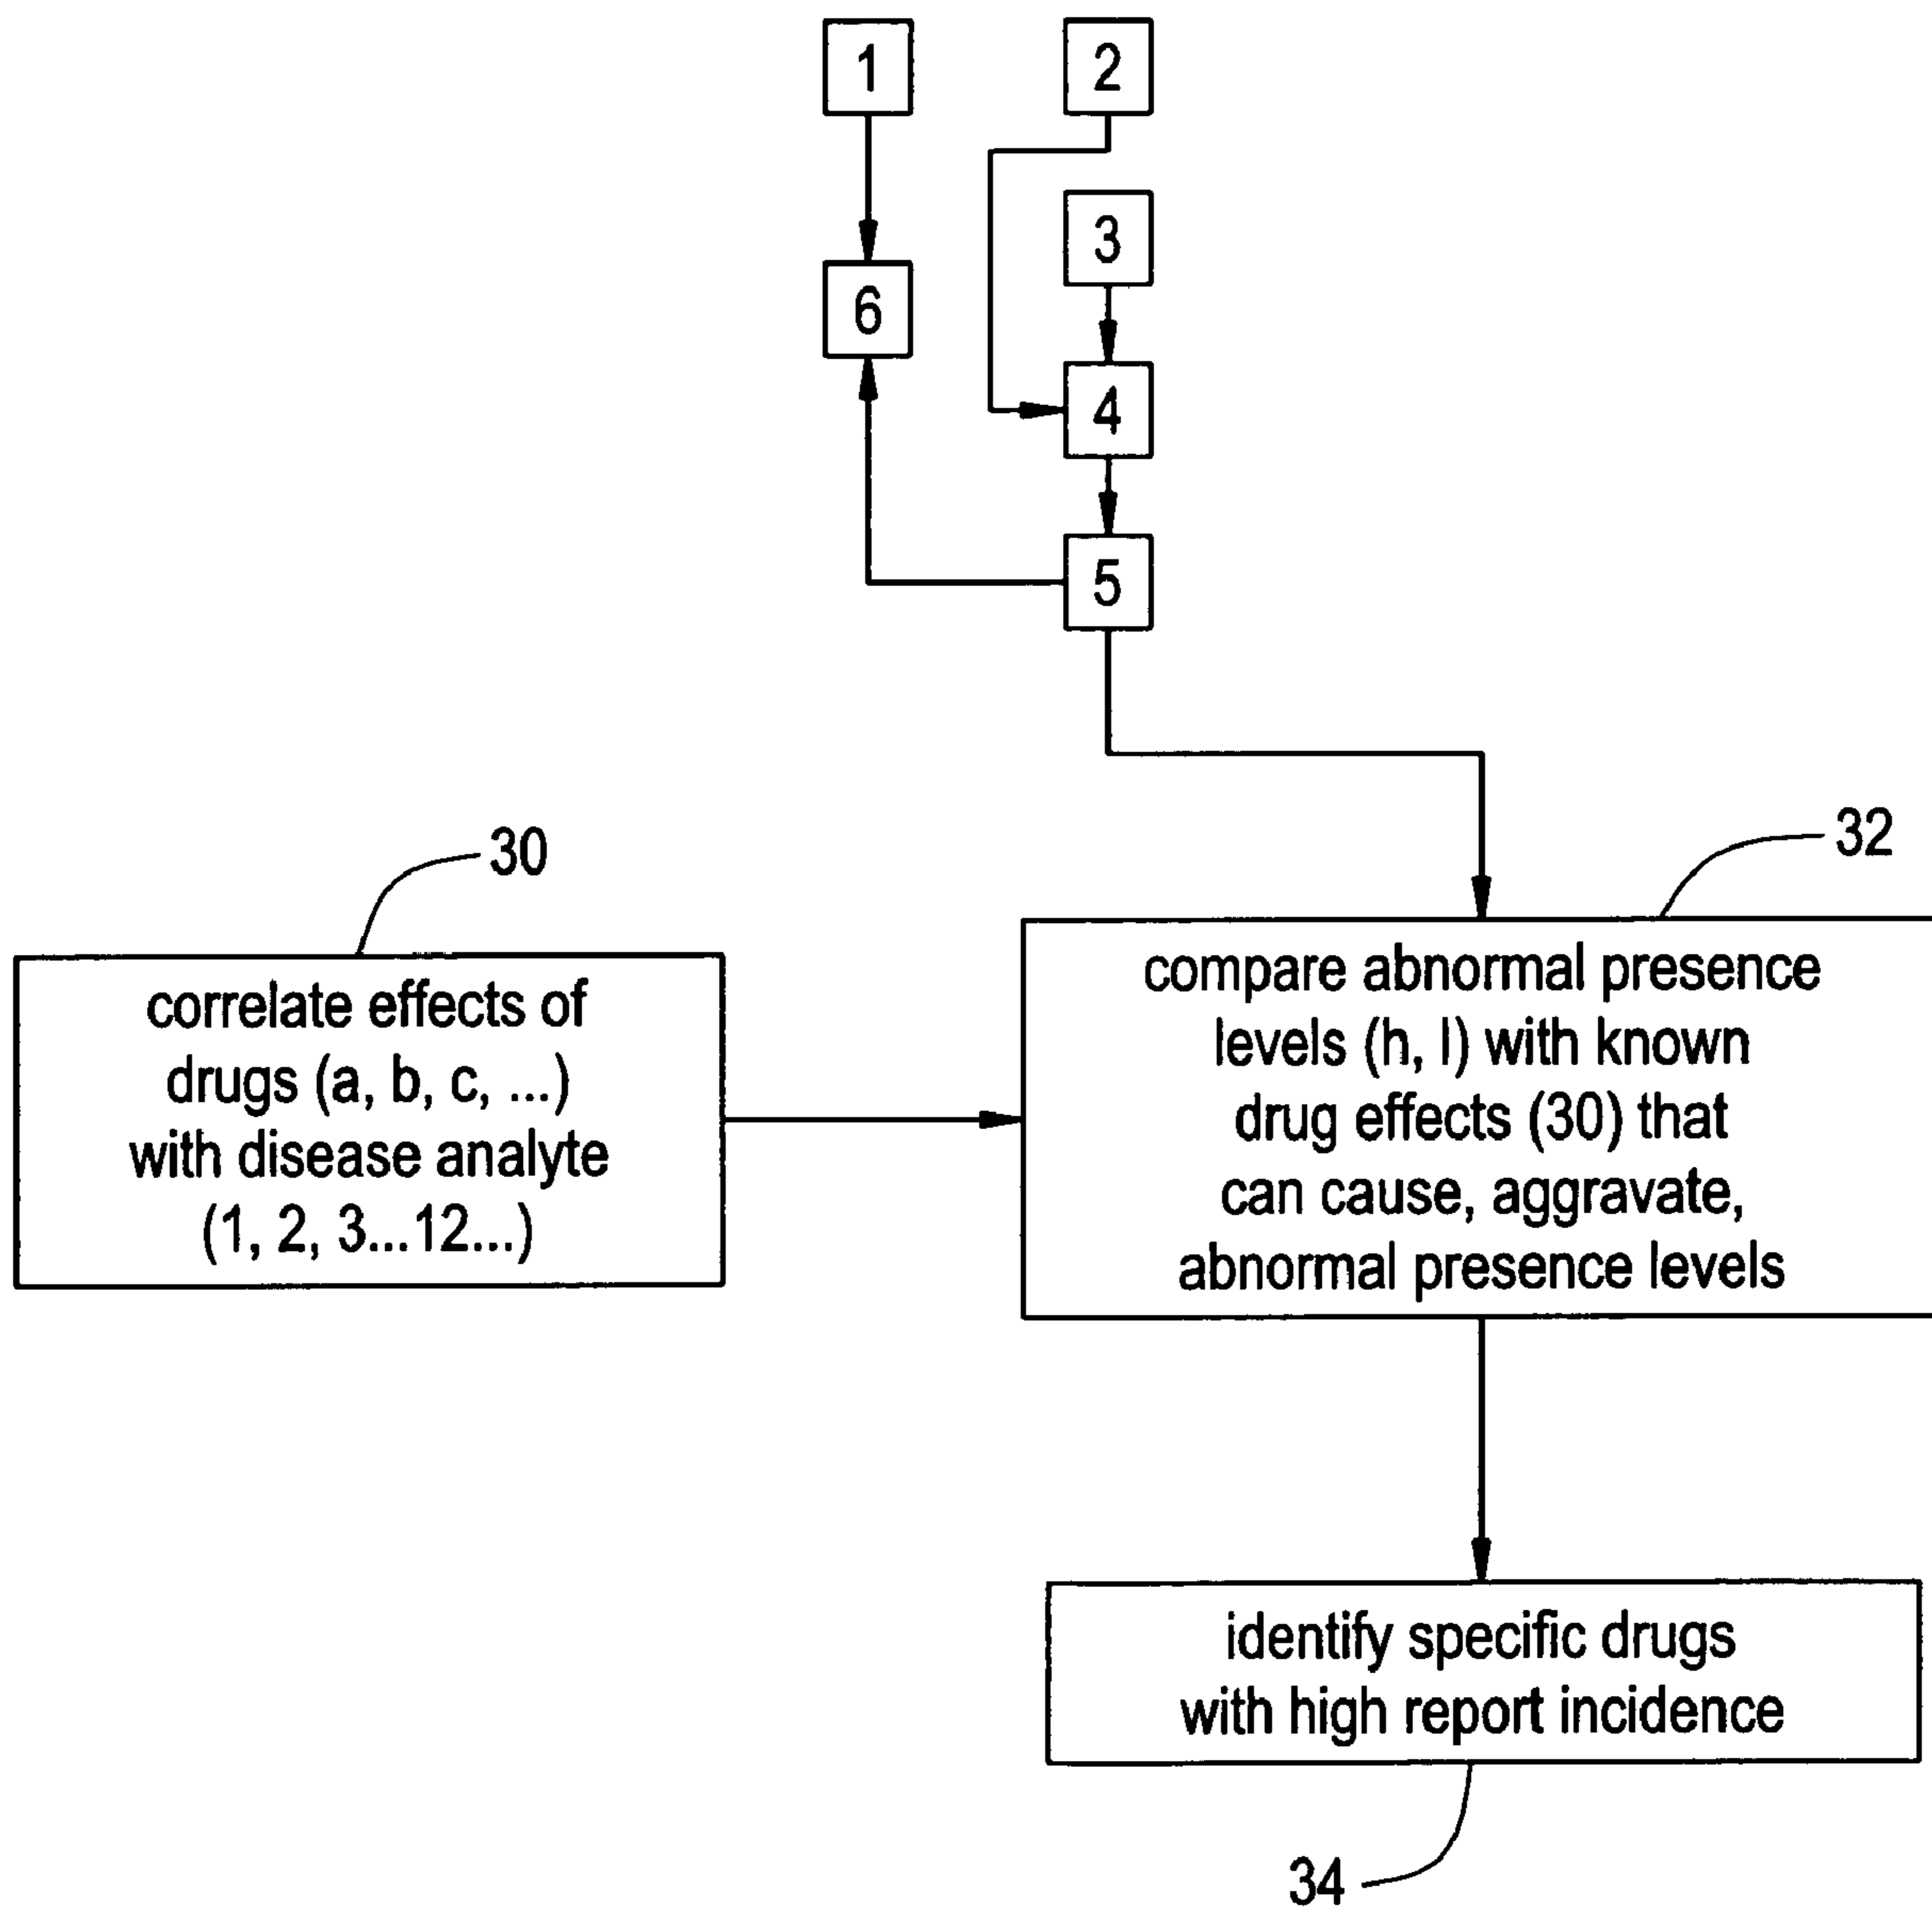 1
2
3
6
4
5
30
32
correlate effects of
drugs (a, b, c, ...)
with disease analyte
(1, 2, 3...12...)
compare abnormal presence
levels (h, l) with known
drug effects (30) that
can cause, aggravate,
abnormal presence levels
identify specific drugs
with high report incidence
34